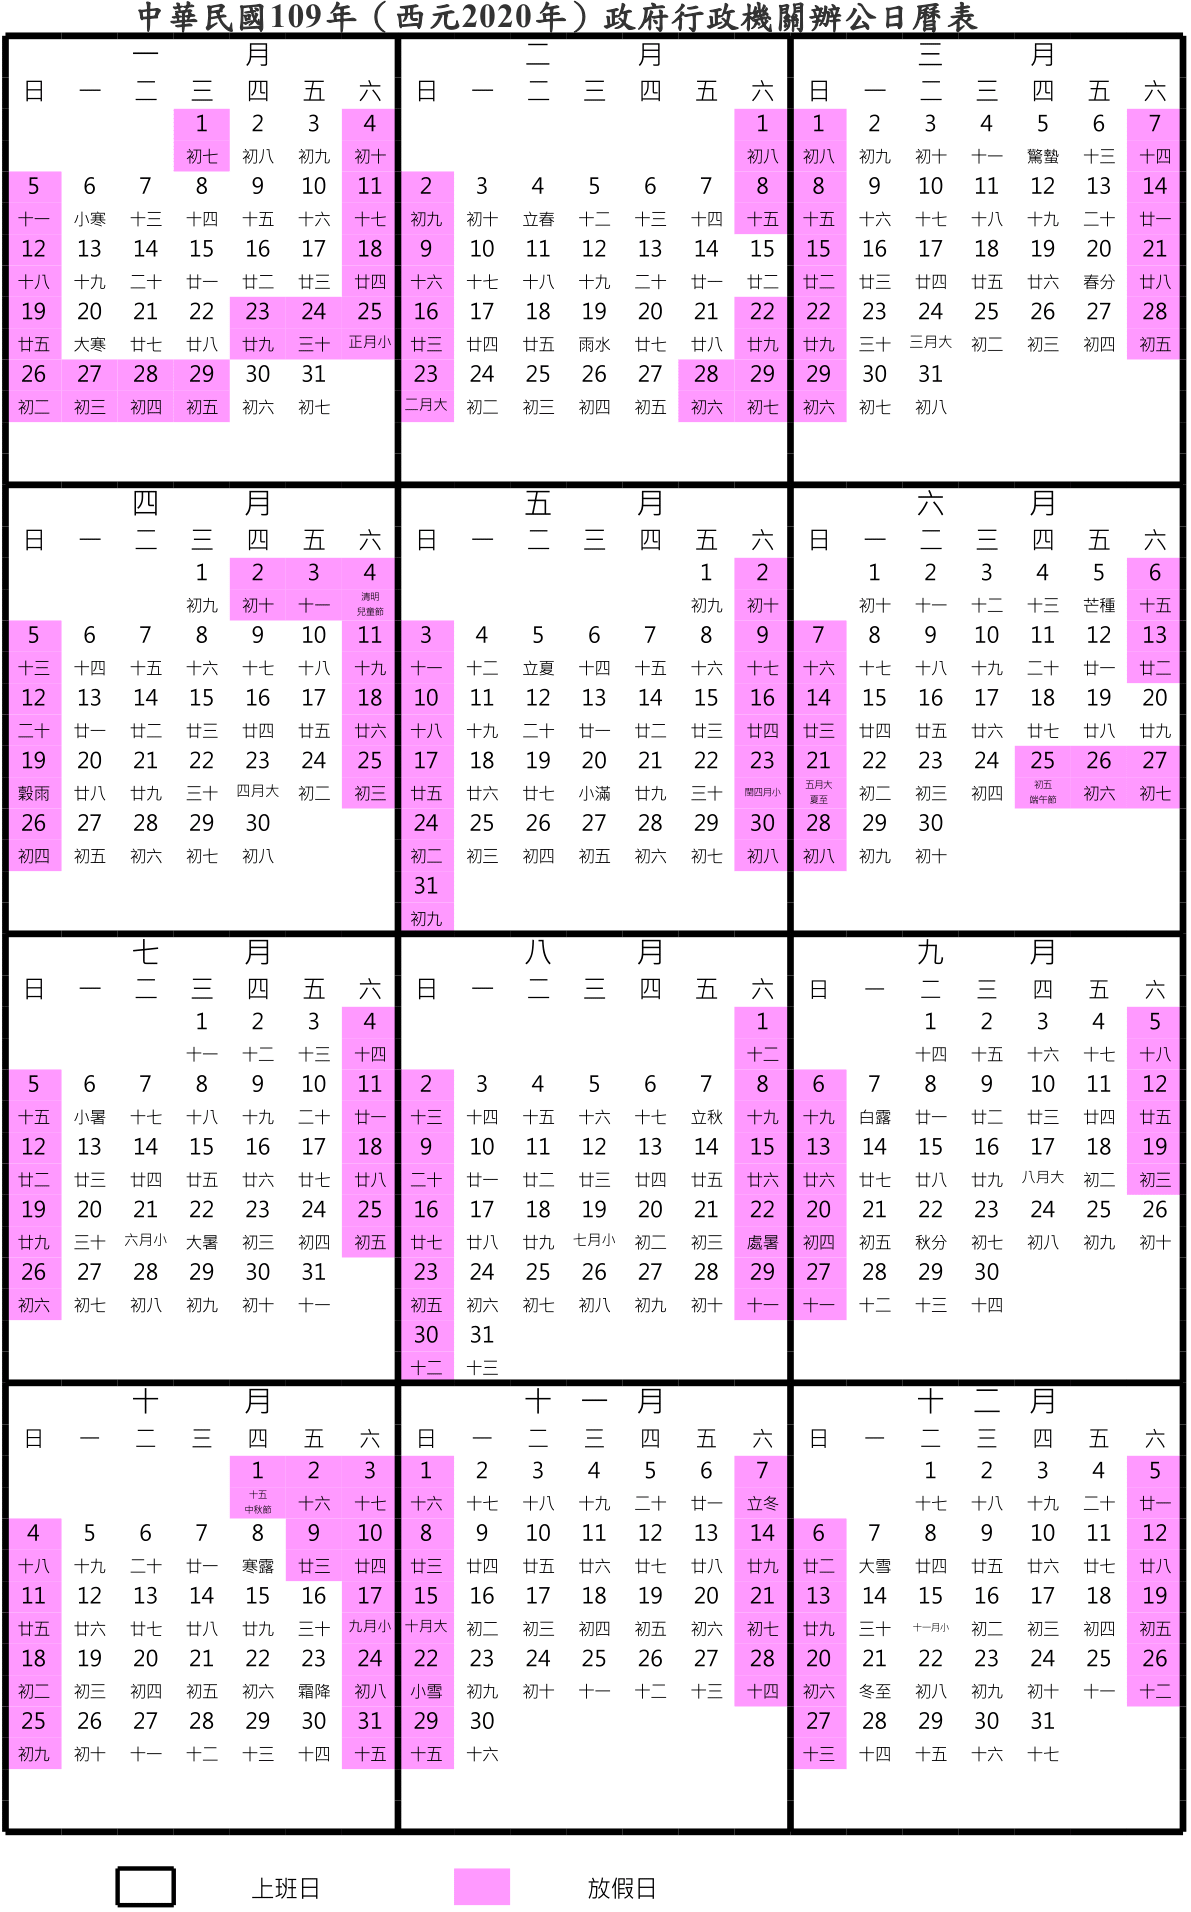 中華民國109年（西元2020年）政府行政機關辦公日曆表
一 月
日 一 二 三 四 五 六
1 2 3 4
初七 初八 初九 初十
5 6 7 8 9 10 11
十一 小寒 十三 十四 十五 十六 十七
12 13 14 15 16 17 18
十八 十九 二十 廿一 廿二 廿三 廿四
19 20 21 22 23 24 25
廿五 大寒 廿七 廿八 廿九 三十 正月小
26 27 28 29 30 31
初二 初三 初四 初五 初六 初七
二 月
日 一 二 三 四 五 六
1
初八
2 3 4 5 6 7 8
初九 初十 立春 十二 十三 十四 十五
9 10 11 12 13 14 15
十六 十七 十八 十九 二十 廿一 廿二
16 17 18 19 20 21 22
廿三 廿四 廿五 雨水 廿七 廿八 廿九
23 24 25 26 27 28 29
二月大 初二 初三 初四 初五 初六 初七
三 月
日 一 二 三 四 五 六
1 2 3 4 5 6 7
初八 初九 初十 十一 驚蟄 十三 十四
8 9 10 11 12 13 14
十五 十六 十七 十八 十九 二十 廿一
15 16 17 18 19 20 21
廿二 廿三 廿四 廿五 廿六 春分 廿八
22 23 24 25 26 27 28
廿九 三十 三月大 初二 初三 初四 初五
29 30 31
初六 初七 初八
四 月
日 一 二 三 四 五 六
1 2 3 4
初九 初十 十一 清明
兒童節
5 6 7 8 9 10 11
十三 十四 十五 十六 十七 十八 十九
12 13 14 15 16 17 18
二十 廿一 廿二 廿三 廿四 廿五 廿六
19 20 21 22 23 24 25
穀雨 廿八 廿九 三十 四月大 初二 初三
26 27 28 29 30
初四 初五 初六 初七 初八
五 月
日 一 二 三 四 五 六
1 2
初九 初十
3 4 5 6 7 8 9
十一 十二 立夏 十四 十五 十六 十七
10 11 12 13 14 15 16
十八 十九 二十 廿一 廿二 廿三 廿四
17 18 19 20 21 22 23
廿五 廿六 廿七 小滿 廿九 三十 閏四月小
24 25 26 27 28 29 30
初二 初三 初四 初五 初六 初七 初八
31
初九
六 月
日 一 二 三 四 五 六
1 2 3 4 5 6
初十 十一 十二 十三 芒種 十五
7 8 9 10 11 12 13
十六 十七 十八 十九 二十 廿一 廿二
14 15 16 17 18 19 20
廿三 廿四 廿五 廿六 廿七 廿八 廿九
21 22 23 24 25 26 27
五月大 初二 初三 初四 初五 初六 初七
夏至 端午節
28 29 30
初八 初九 初十
七 月
日 一 二 三 四 五 六
1 2 3 4
十一 十二 十三 十四
5 6 7 8 9 10 11
十五 小暑 十七 十八 十九 二十 廿一
12 13 14 15 16 17 18
廿二 廿三 廿四 廿五 廿六 廿七 廿八
19 20 21 22 23 24 25
廿九 三十 六月小 大暑 初三 初四 初五
26 27 28 29 30 31
初六 初七 初八 初九 初十 十一
八 月
日 一 二 三 四 五 六
1
十二
2 3 4 5 6 7 8
十三 十四 十五 十六 十七 立秋 十九
9 10 11 12 13 14 15
二十 廿一 廿二 廿三 廿四 廿五 廿六
16 17 18 19 20 21 22
廿七 廿八 廿九 七月小 初二 初三 處暑
23 24 25 26 27 28 29
初五 初六 初七 初八 初九 初十 十一
30 31
十二 十三
九 月
日 一 二 三 四 五 六
1 2 3 4 5
十四 十五 十六 十七 十八
6 7 8 9 10 11 12
十九 白露 廿一 廿二 廿三 廿四 廿五
13 14 15 16 17 18 19
廿六 廿七 廿八 廿九 八月大 初二 初三
20 21 22 23 24 25 26
初四 初五 秋分 初七 初八 初九 初十
27 28 29 30
十一 十二 十三 十四
十 月
日 一 二 三 四 五 六
1 2 3
十五 十六 十七
中秋節
4 5 6 7 8 9 10
十八 十九 二十 廿一 寒露 廿三 廿四
11 12 13 14 15 16 17
廿五 廿六 廿七 廿八 廿九 三十 九月小
18 19 20 21 22 23 24
初二 初三 初四 初五 初六 霜降 初八
25 26 27 28 29 30 31
初九 初十 十一 十二 十三 十四 十五
十 一 月
日 一 二 三 四 五 六
1 2 3 4 5 6 7
十六 十七 十八 十九 二十 廿一 立冬
8 9 10 11 12 13 14
廿三 廿四 廿五 廿六 廿七 廿八 廿九
15 16 17 18 19 20 21
十月大 初二 初三 初四 初五 初六 初七
22 23 24 25 26 27 28
小雪 初九 初十 十一 十二 十三 十四
29 30
十五 十六
十 二 月
日 一 二 三 四 五 六
1 2 3 4 5
十七 十八 十九 二十 廿一
6 7 8 9 10 11 12
廿二 大雪 廿四 廿五 廿六 廿七 廿八
13 14 15 16 17 18 19
廿九 三十 十一月小 初二 初三 初四 初五
20 21 22 23 24 25 26
初六 冬至 初八 初九 初十 十一 十二
27 28 29 30 31
十三 十四 十五 十六 十七
上班日 放假日